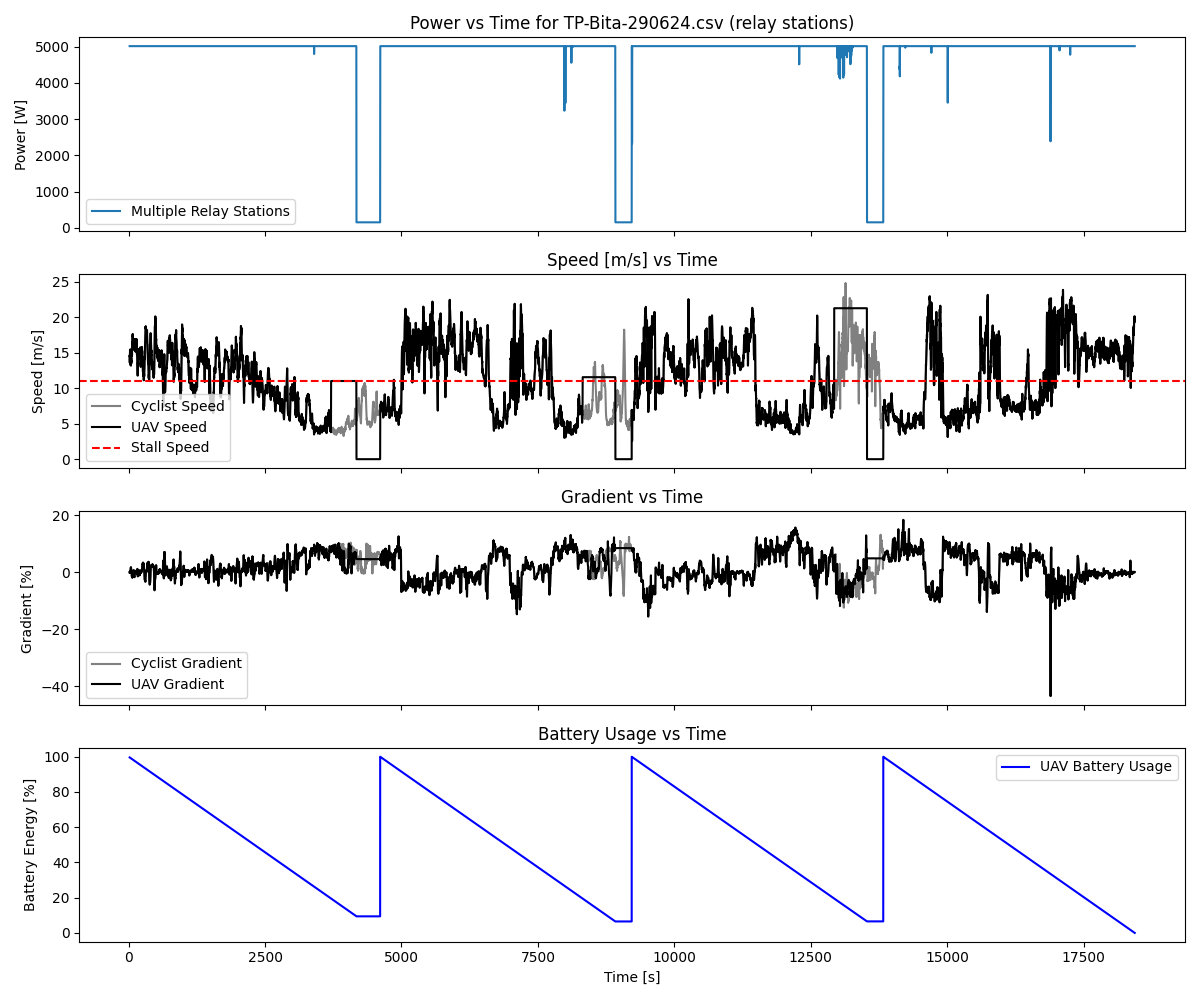 Power vs Time for TP-Bita-290624.csv (relay stations)
5000
4000
3000
2000
1000
0
Power [W]
Multiple Relay Stations
Speed [m/s] vs Time
25
20
15
10
5
0
Speed [m/s]
Cyclist Speed
UAV Speed
Stall Speed
Gradient vs Time
20
0
−20
−40
Gradient [%]
Cyclist Gradient
UAV Gradient
Battery Usage vs Time
100
80
60
40
20
0
Battery Energy [%]
UAV Battery Usage
0 2500 5000 7500 10000 12500 15000 17500
Time [s]